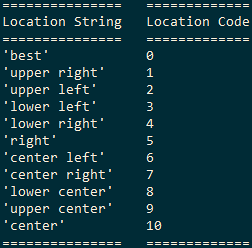 ===============   =============
Location String   Location Code
===============   =============
'best'            0
'upper right'     1
'upper left'      2
'lower left'      3
'lower right'     4
'right'           5
'center left'     6
'center right'    7
'lower center'    8
'upper center'    9
'center'          10
===============   =============